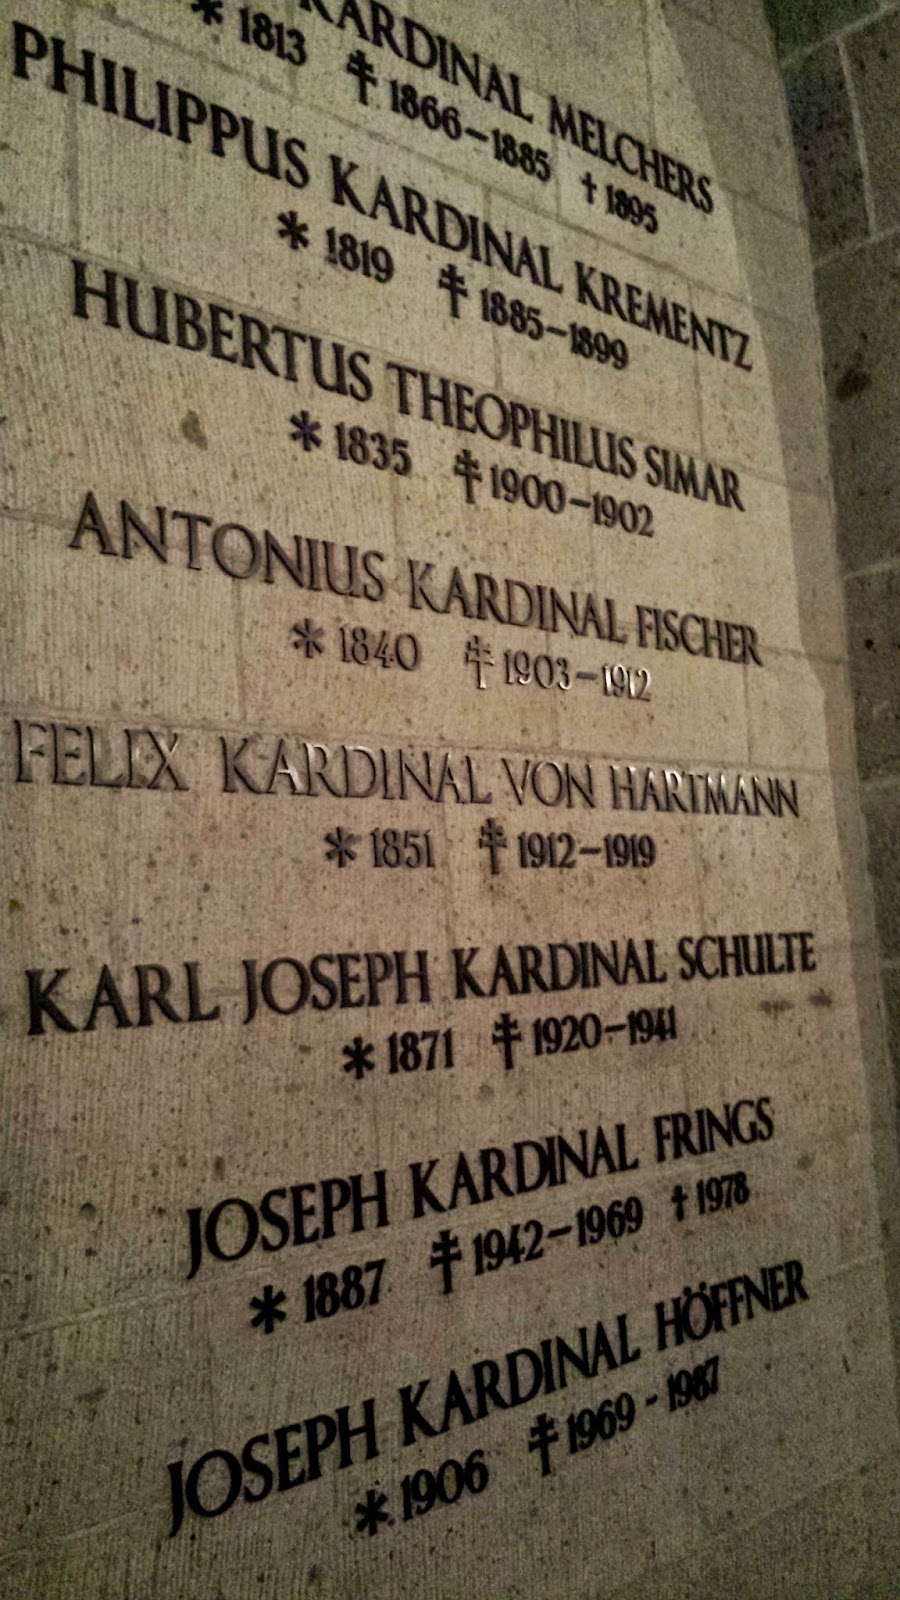 KARDINAL MELCHERS
* 1813 ‡ 1866–1885 † 1895
PHILIPPUS KARDINAL KREMENTZ
* 1819 ‡ 1885–1899
HUBERTUS THEOPHILUS SIMAR
* 1835 ‡ 1900–1902
ANTONIUS KARDINAL FISCHER
* 1840 ‡ 1903–1912
FELIX KARDINAL VON HARTMANN
* 1851 ‡ 1912–1919
KARL JOSEPH KARDINAL SCHULTE
* 1871 ‡ 1920–1941
JOSEPH KARDINAL FRINGS
* 1887 ‡ 1942–1969 † 1978
JOSEPH KARDINAL HÖFFNER
* 1906 ‡ 1969 - 1987